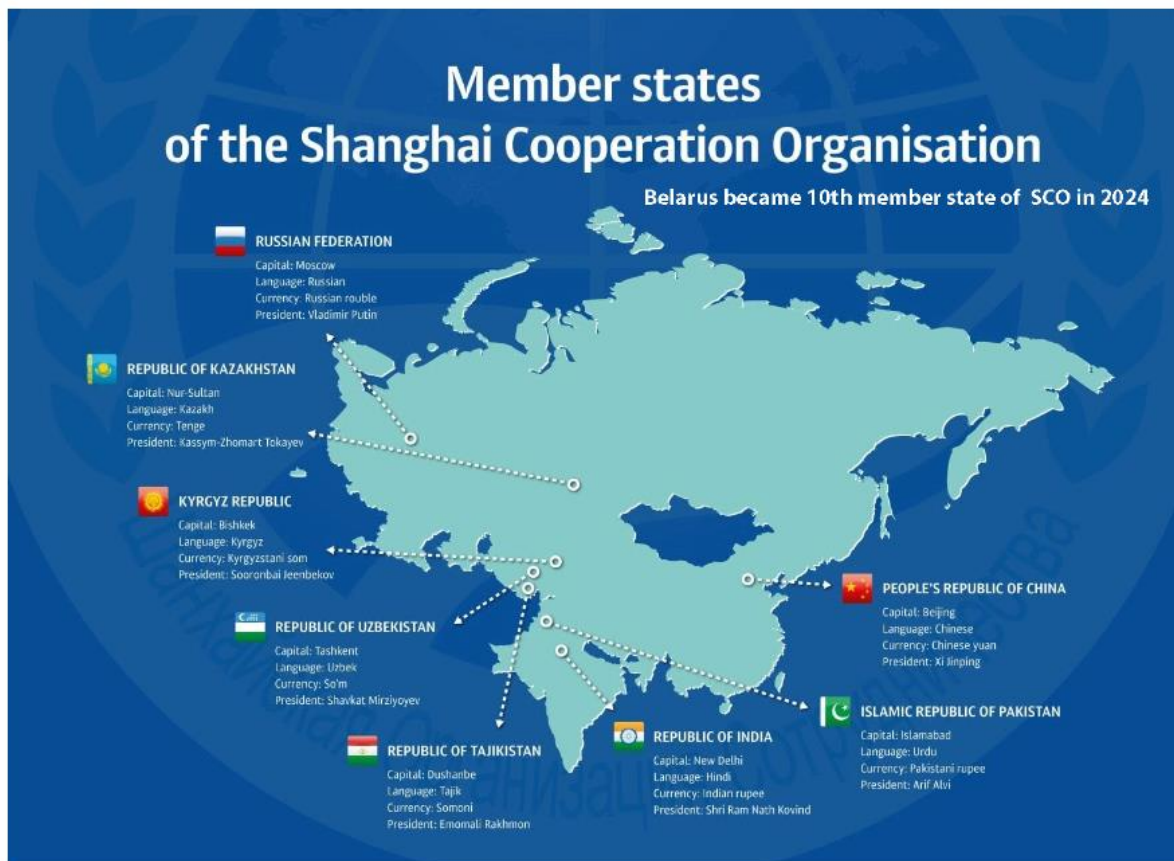 Member states
of the Shanghai Cooperation Organisation
Belarus became 10th member state of SCO in 2024
RUSSIAN FEDERATION
Capital: Moscow
Language: Russian
Currency: Russian rouble
President: Vladimir Putin
REPUBLIC OF KAZAKHSTAN
Capital: Nur-Sultan
Language: Kazakh
Currency: Tenge
President: Kassym-Zhomart Tokayev
KYRGYZ REPUBLIC
Capital: Bishkek
Language: Kyrgyz
Currency: Kyrgyzstani som
President: Sooronbai Jeenbekov
REPUBLIC OF UZBEKISTAN
Capital: Tashkent
Language: Uzbek
Currency: So'm
President: Shavkat Mirziyoyev
REPUBLIC OF TAJIKISTAN
Capital: Dushanbe
Language: Tajik
Currency: Somoni
President: Emomali Rakhmon
REPUBLIC OF INDIA
Capital: New Delhi
Language: Hindi
Currency: Indian rupee
President: Shri Ram Nath Kovind
PEOPLE'S REPUBLIC OF CHINA
Capital: Beijing
Language: Chinese
Currency: Chinese yuan
President: Xi Jinping
ISLAMIC REPUBLIC OF PAKISTAN
Capital: Islamabad
Language: Urdu
Currency: Pakistani rupee
President: Arif Alvi